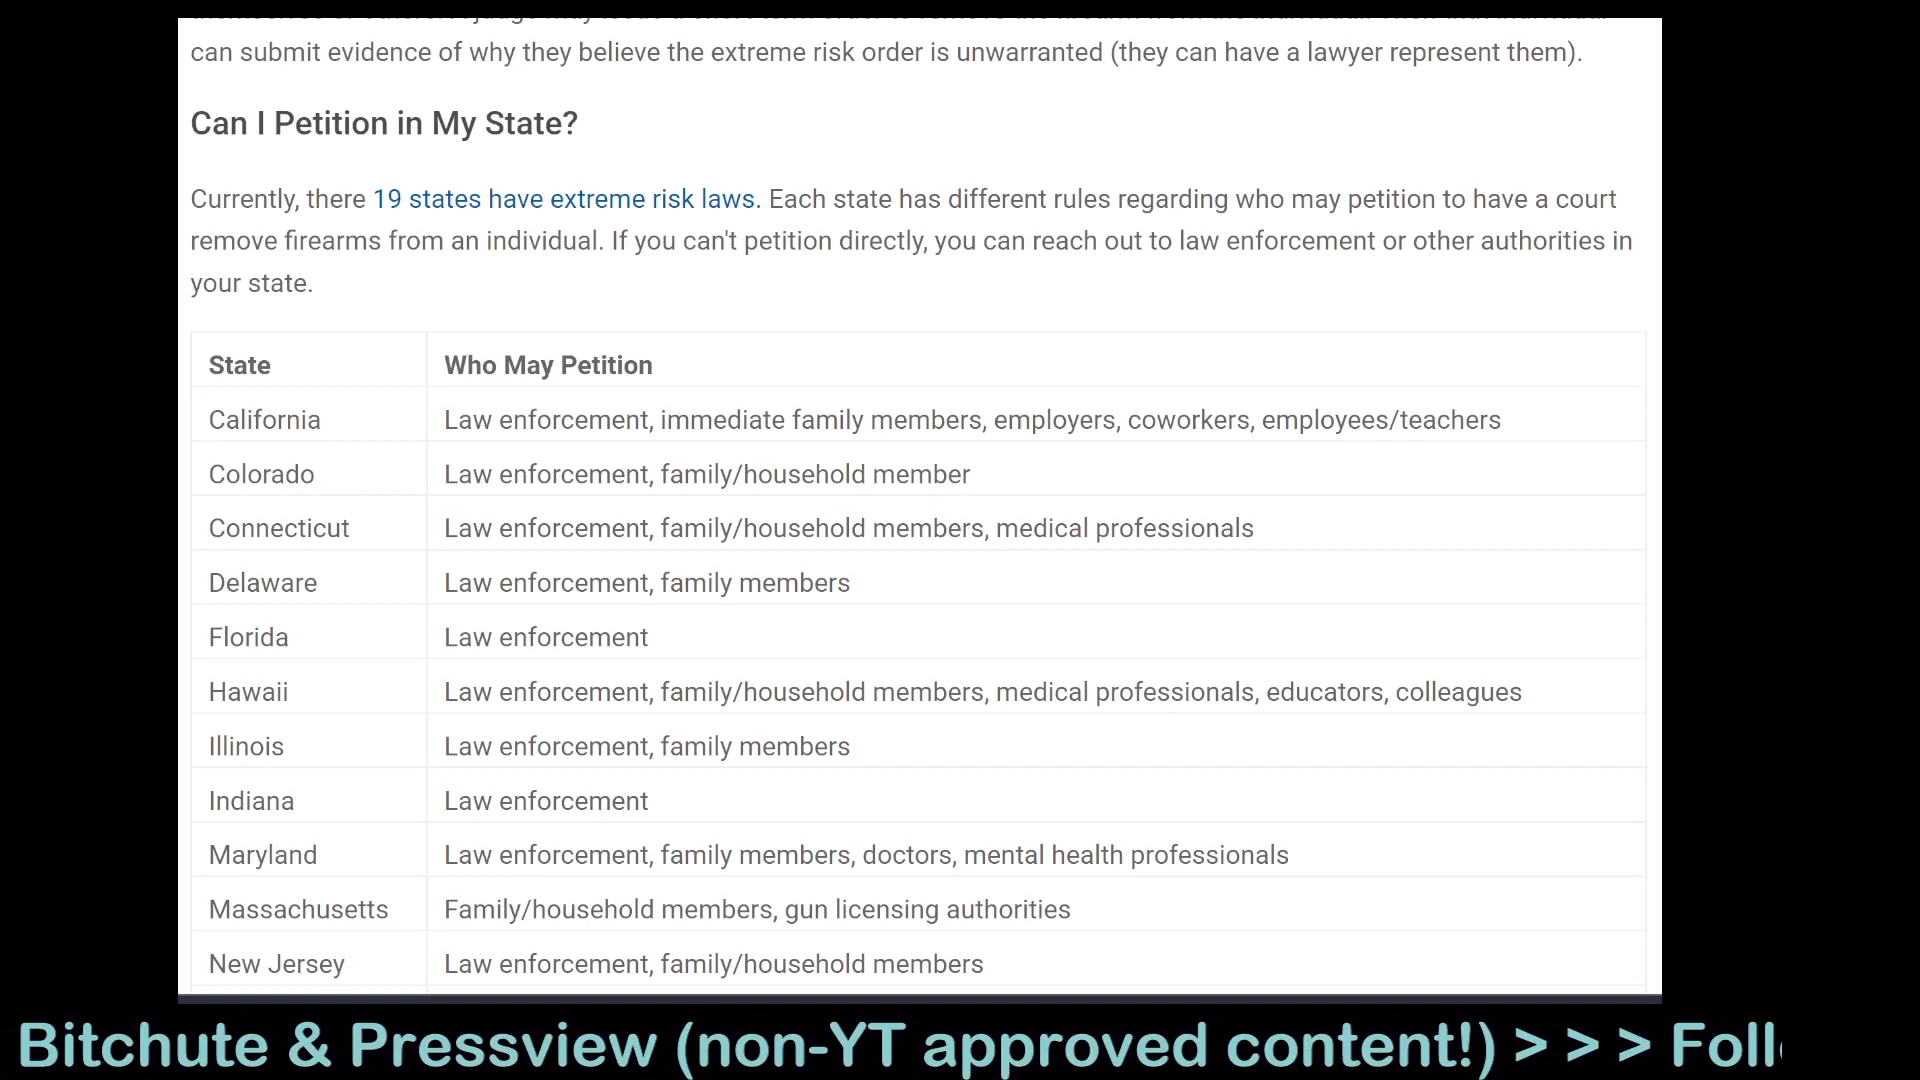 can submit evidence of why they believe the extreme risk order is unwarranted (they can have a lawyer represent them).
Can I Petition in My State?
Currently, there 19 states have extreme risk laws. Each state has different rules regarding who may petition to have a court
remove firearms from an individual. If you can't petition directly, you can reach out to law enforcement or other authorities in
your state.
State Who May Petition
California Law enforcement, immediate family members, employers, coworkers, employees/teachers
Colorado Law enforcement, family/household member
Connecticut Law enforcement, family/household members, medical professionals
Delaware Law enforcement, family members
Florida Law enforcement
Hawaii Law enforcement, family/household members, medical professionals, educators, colleagues
Illinois Law enforcement, family members
Indiana Law enforcement
Maryland Law enforcement, family members, doctors, mental health professionals
Massachusetts Family/household members, gun licensing authorities
New Jersey Law enforcement, family/household members
Bitchute & Pressview (non-YT approved content!) > > > Foll